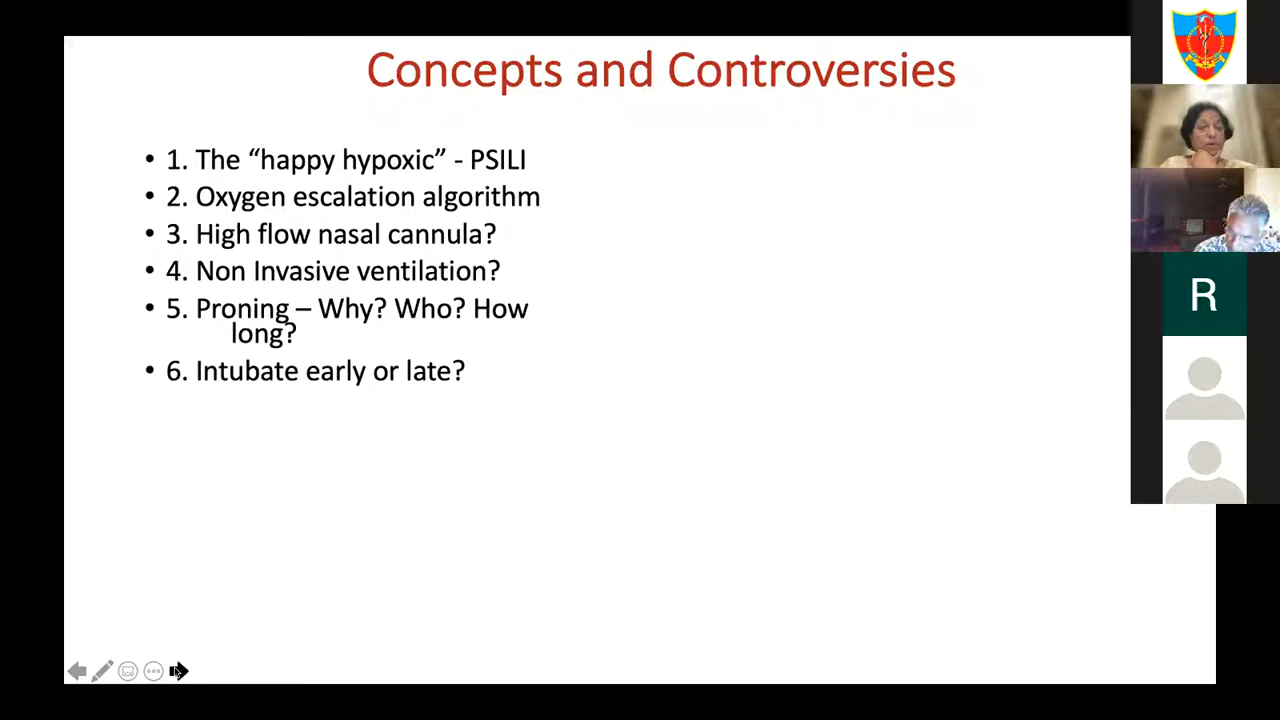 Concepts and Controversies
• 1. The “happy hypoxic” - PSILI
• 2. Oxygen escalation algorithm
• 3. High flow nasal cannula?
• 4. Non Invasive ventilation?
• 5. Proning – Why? Who? How
long?
• 6. Intubate early or late?
R